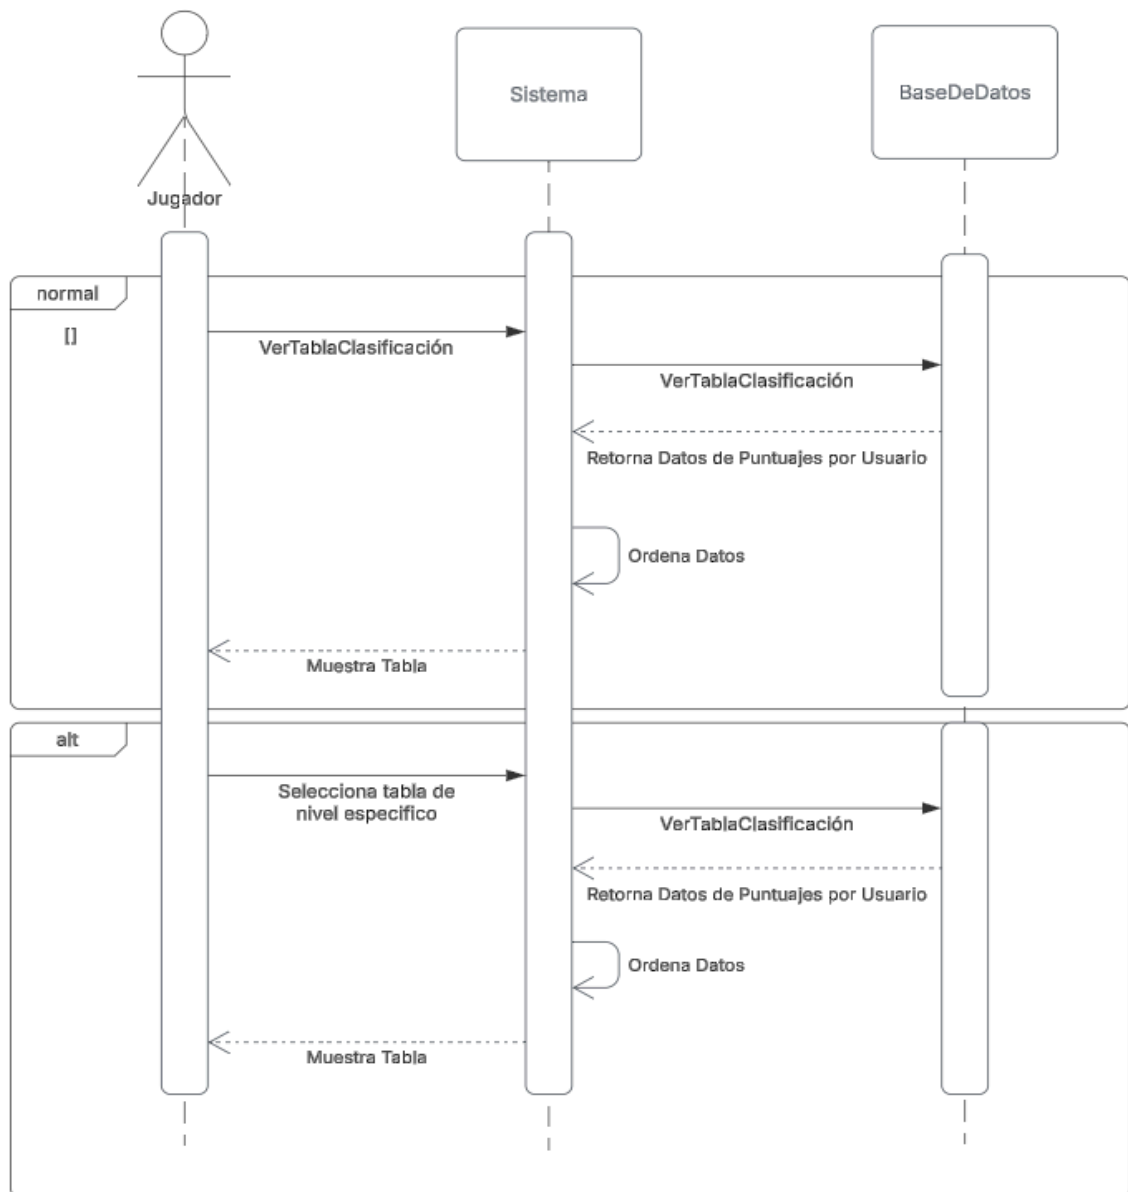 Sistema
BaseDeDatos
Jugador
normal
[]
VerTablaClasificación
VerTablaClasificación
Retorna Datos de Puntuajes por Usuario
Ordena Datos
Muestra Tabla
alt
Selecciona tabla de
nivel especifico
VerTablaClasificación
Retorna Datos de Puntuajes por Usuario
Ordena Datos
Muestra Tabla